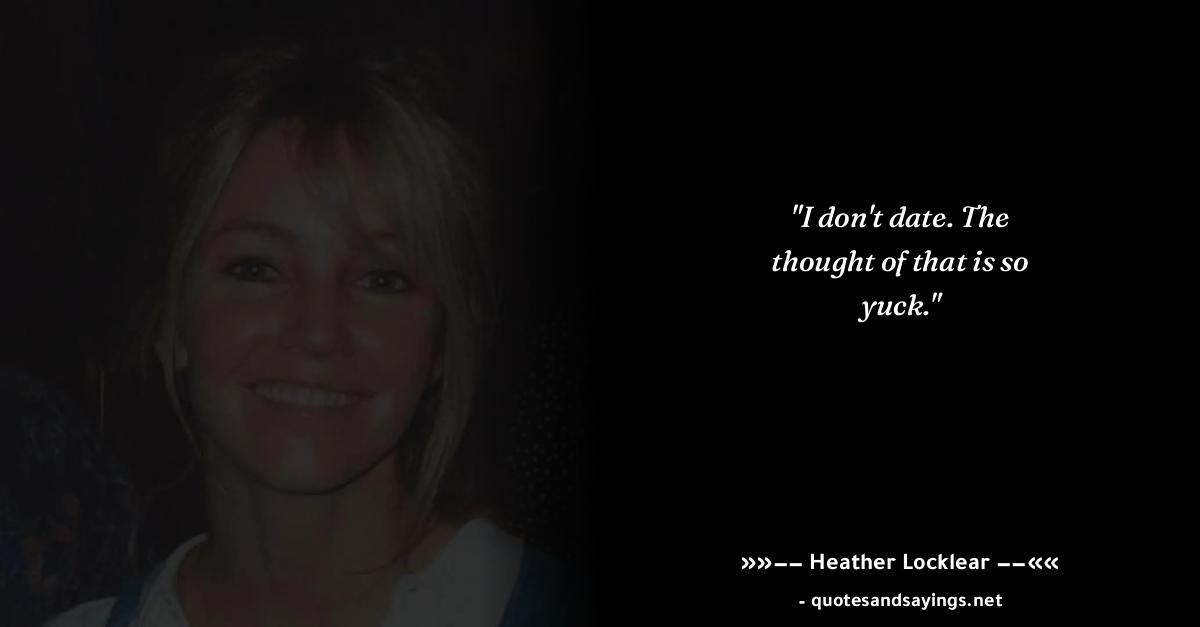 "I don't date. The
thought of that is so
yuck."
»»–– Heather Locklear ––««
- quotesandsayings.net